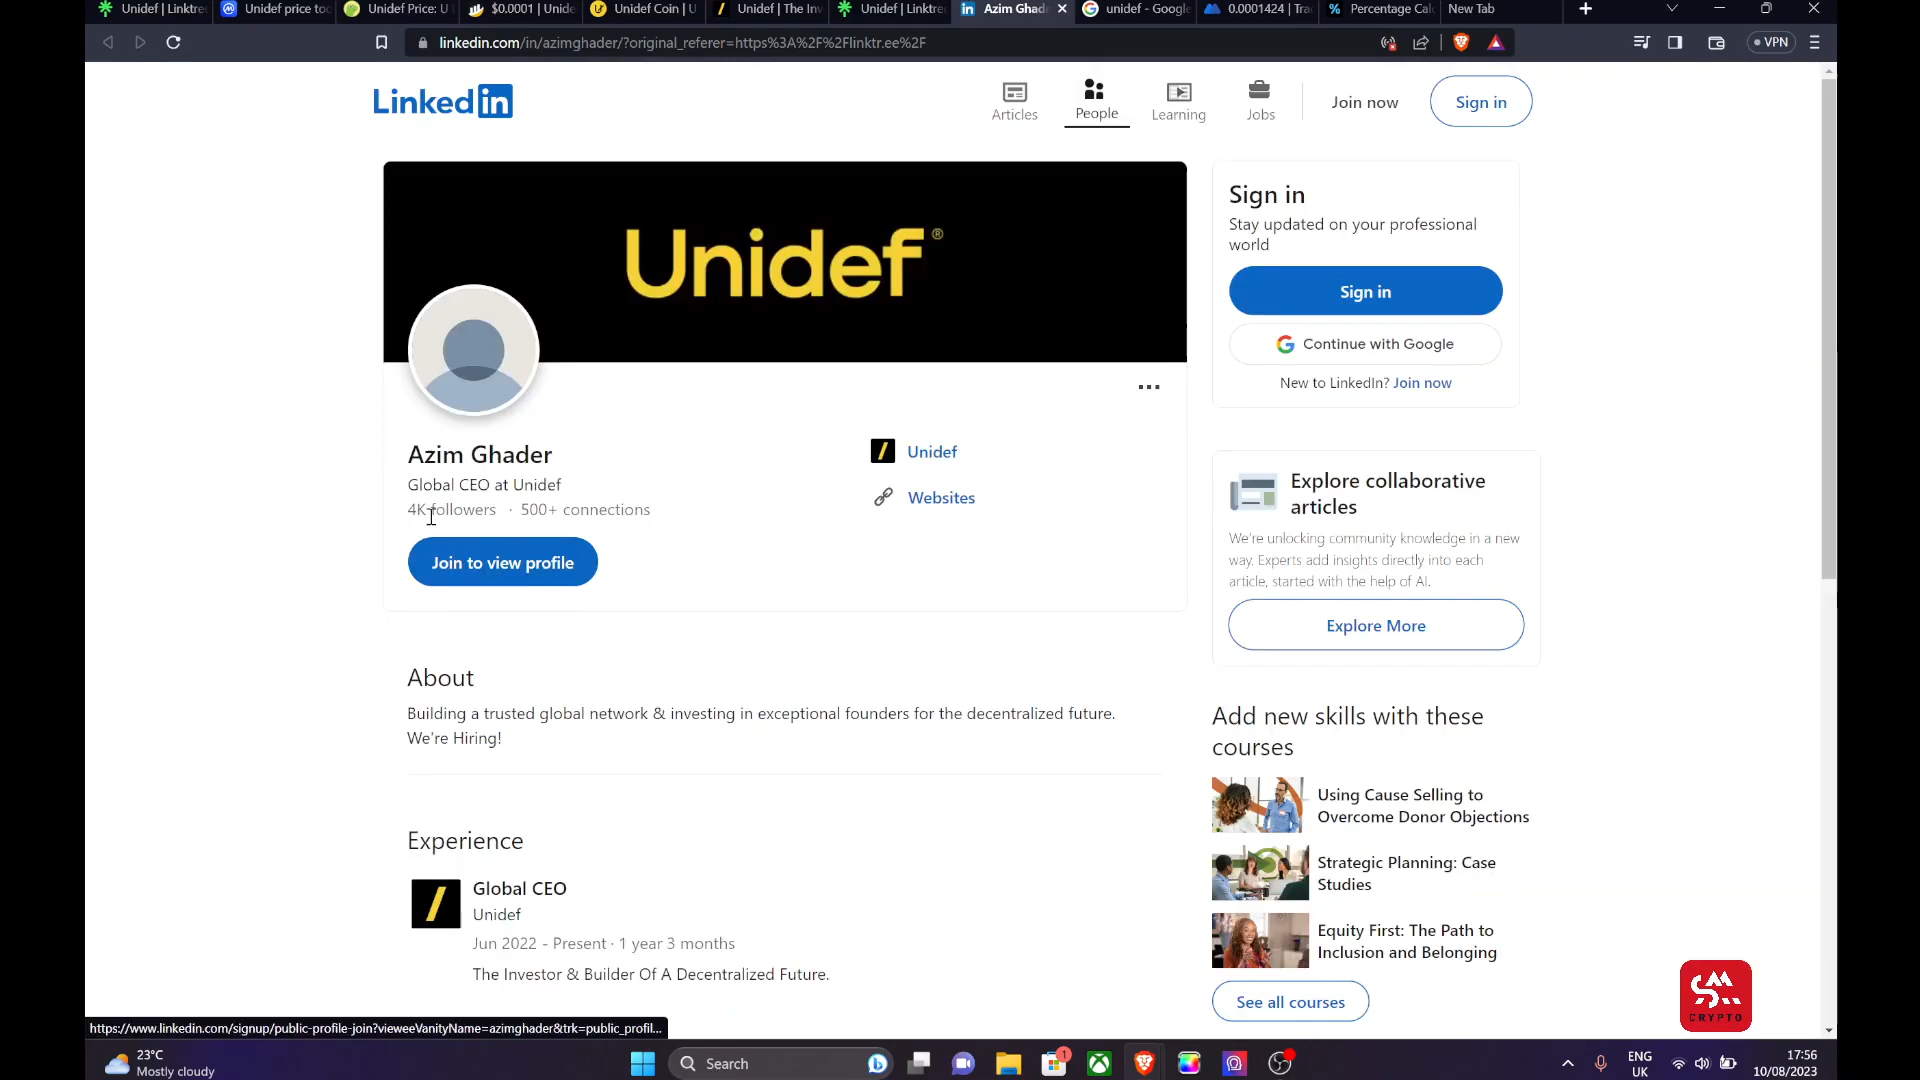 Unidef | Linktree
Unidef price too
Unidef Price: U
$0.0001 | Unide
Unidef Coin | U
Unidef | The Inv
Unidef | Linktree
Azim Ghade
unidef - Google
0.0001424 | Tra
Percentage Calc
New Tab
linkedin.com/in/azimghader/?original_referer=https%3A%2F%2Flinktr.ee%2F
VPN
Linked in
Articles
People
Learning
Jobs
Join now
Sign in
Unidef®
Azim Ghader
Global CEO at Unidef
4K followers · 500+ connections
Join to view profile
Unidef
Websites
About
Building a trusted global network & investing in exceptional founders for the decentralized future.
We're Hiring!
Experience
Global CEO
Unidef
Jun 2022 - Present · 1 year 3 months
The Investor & Builder Of A Decentralized Future.
Sign in
Stay updated on your professional
world
Sign in
Continue with Google
New to LinkedIn? Join now
Explore collaborative
articles
We're unlocking community knowledge in a new
way. Experts add insights directly into each
article, started with the help of AI.
Explore More
Add new skills with these
courses
Using Cause Selling to
Overcome Donor Objections
Strategic Planning: Case
Studies
Equity First: The Path to
Inclusion and Belonging
See all courses
CRYPTO
https://www.linkedin.com/signup/public-profile-join?vieweeVanityName=azimghader&trk=public_profil...
23°C
Mostly cloudy
Search
1
ENG
UK
17:56
10/08/2023